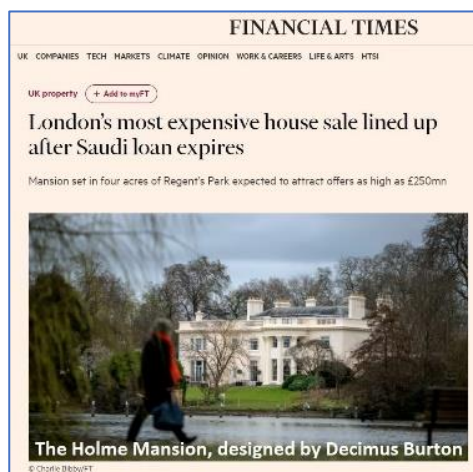 FINANCIAL TIMES
UK COMPANIES TECH MARKETS CLIMATE OPINION WORK & CAREERS LIFE & ARTS HTSI
UK property + Add to myFT
London's most expensive house sale lined up
after Saudi loan expires
Mansion set in four acres of Regent's Park expected to attract offers as high as £250mn
The Holme Mansion, designed by Decimus Burton
© Charlie Bibby/FT